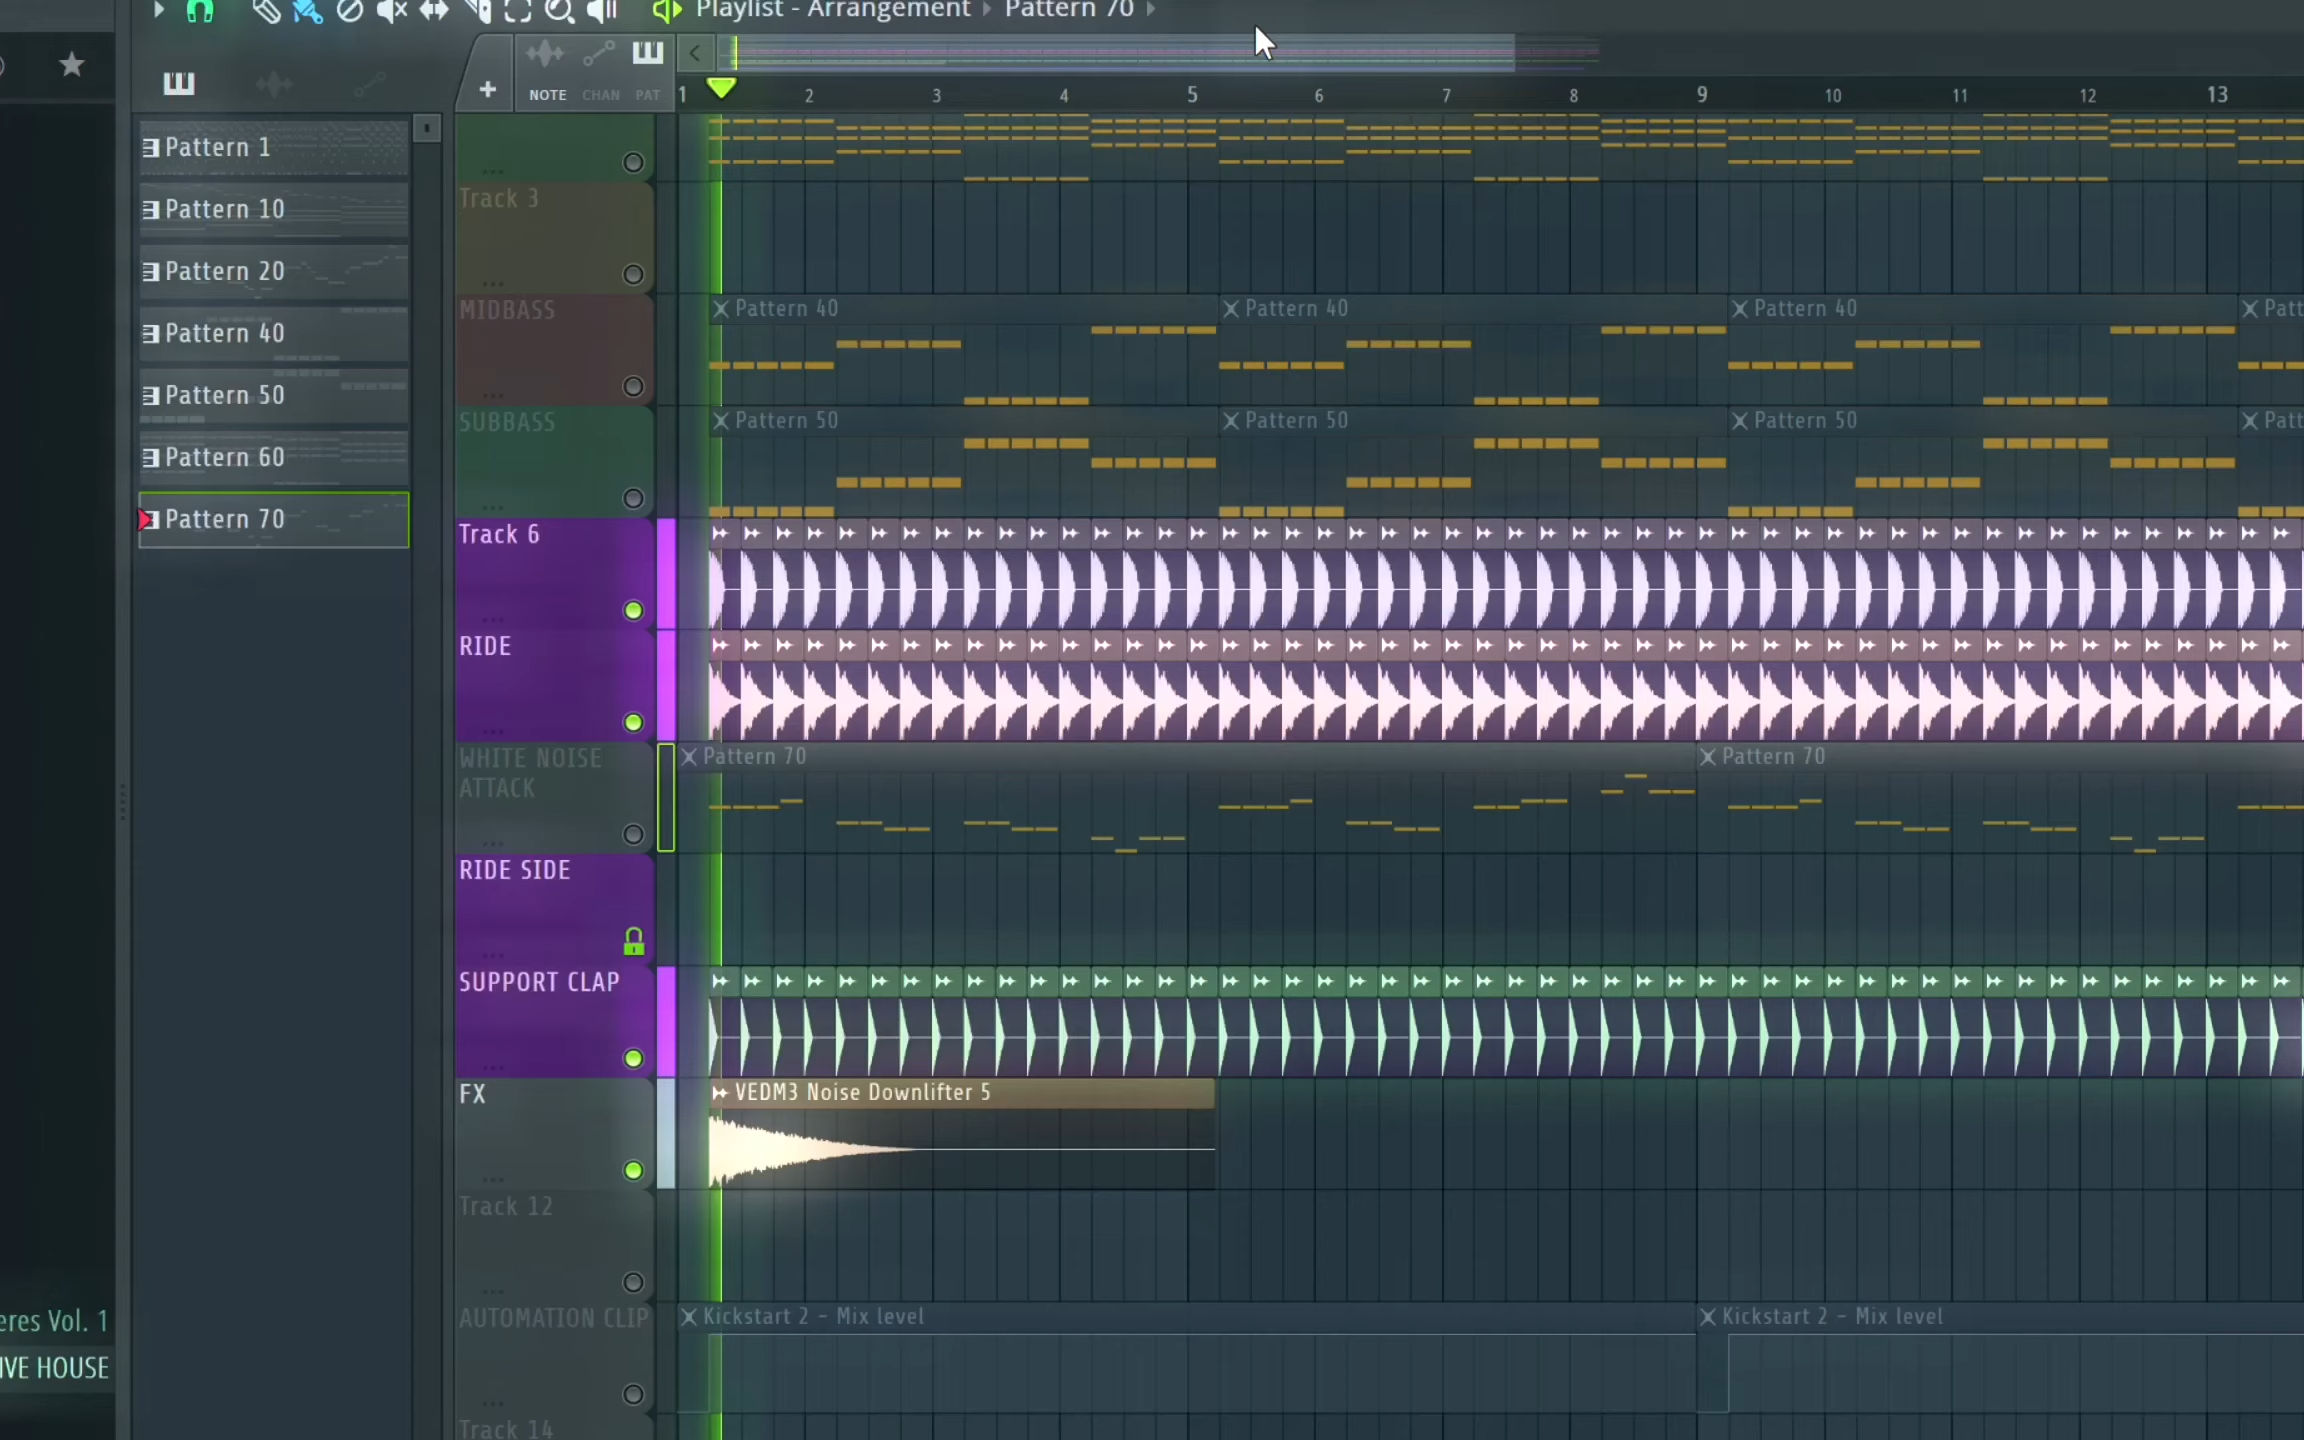 Playlist - Arrangement › Pattern 70 ›
NOTE CHAN PAT
1 2 3 4 5 6 7 8 9 10 11 12 13
Pattern 1
Pattern 10
Pattern 20
Pattern 40
Pattern 50
Pattern 60
Pattern 70
Track 3
MIDBASS
Pattern 40 Pattern 40 Pattern 40 Patt
SUBBASS
Pattern 50 Pattern 50 Pattern 50 Patt
Track 6
RIDE
WHITE NOISE
ATTACK
Pattern 70 Pattern 70
RIDE SIDE
SUPPORT CLAP
FX
VEDM3 Noise Downlifter 5
Track 12
AUTOMATION CLIP
Kickstart 2 - Mix level Kickstart 2 - Mix level
Track 14
eres Vol. 1
IVE HOUSE